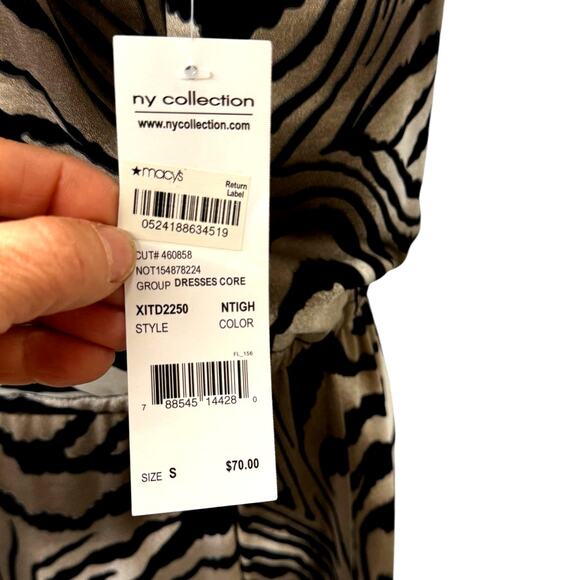 ny collection
www.nycollection.com
★macy's
Return
Label
0524188634519
CUT# 460858
NOT154878224
GROUP DRESSES CORE
XITD2250 NTIGH
STYLE COLOR
FL_156
7 88545 14428 0
SIZE S $70.00